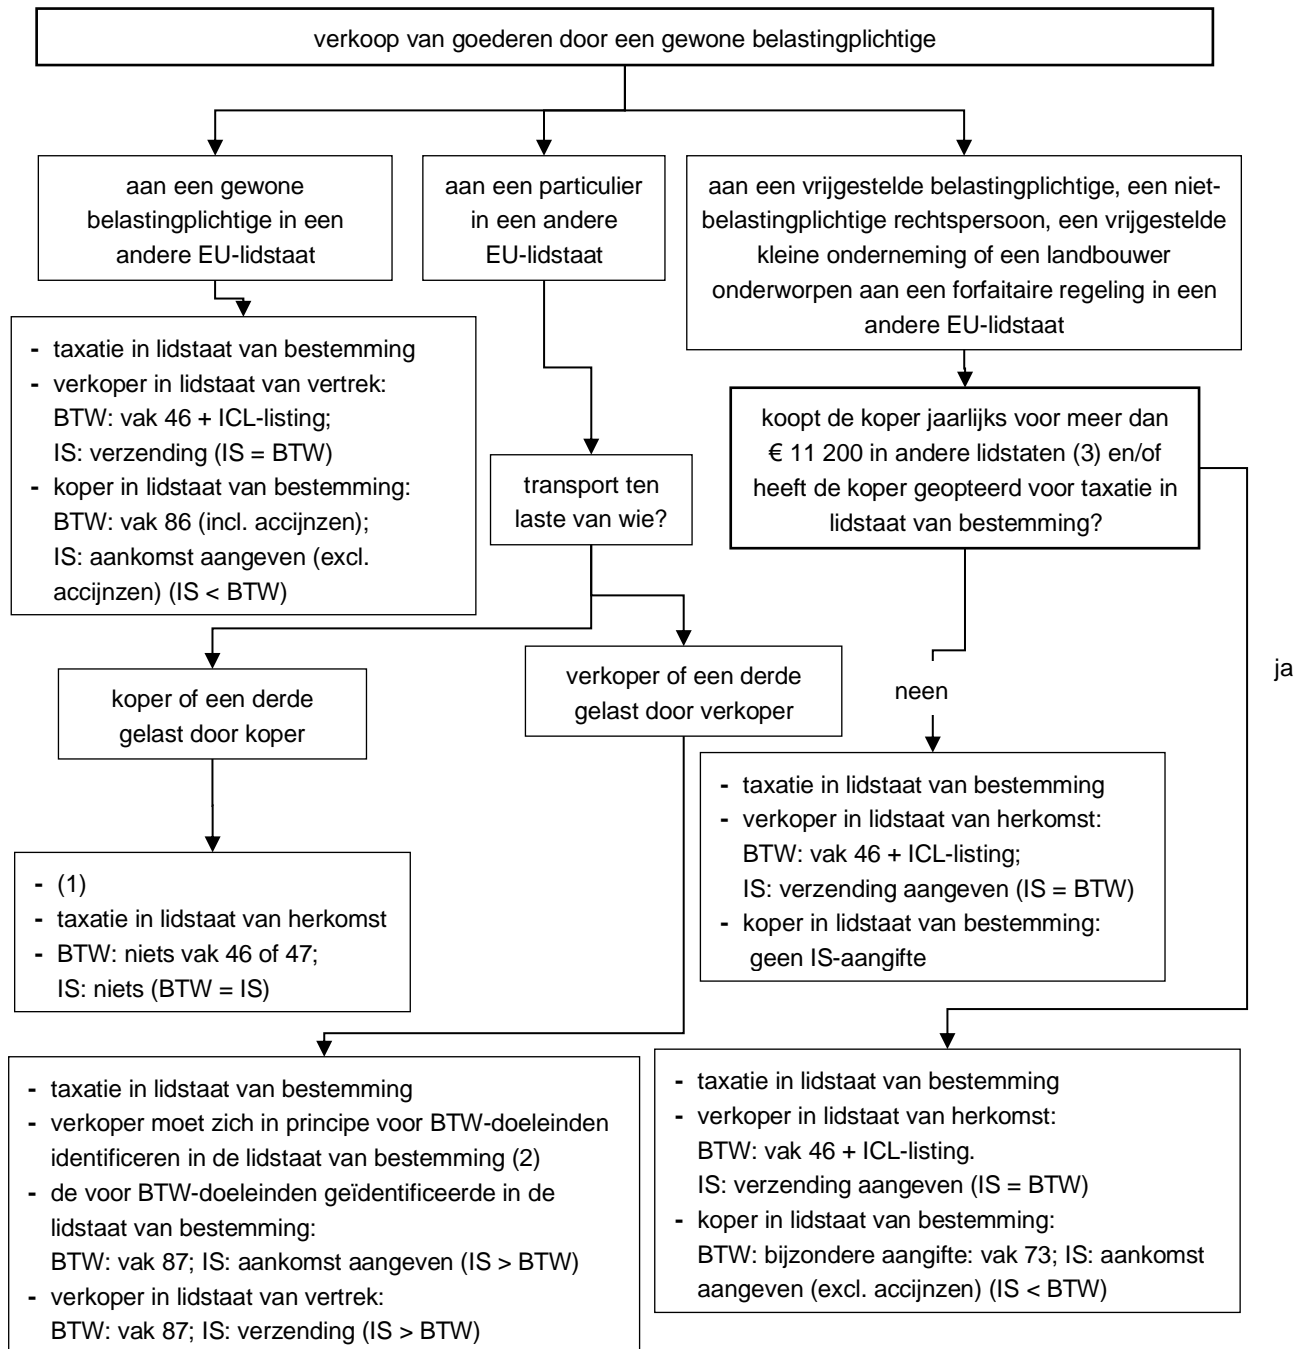 verkoop van goederen door een gewone belastingplichtige
aan een gewone
belastingplichtige in een
andere EU-lidstaat
aan een particulier
in een andere
EU-lidstaat
aan een vrijgestelde belastingplichtige, een niet-
belastingplichtige rechtspersoon, een vrijgestelde
kleine onderneming of een landbouwer
onderworpen aan een forfaitaire regeling in een
andere EU-lidstaat
- taxatie in lidstaat van bestemming
- verkoper in lidstaat van vertrek:
BTW: vak 46 + ICL-listing;
IS: verzending (IS = BTW)
- koper in lidstaat van bestemming:
BTW: vak 86 (incl. accijnzen);
IS: aankomst aangeven (excl.
accijnzen) (IS < BTW)
transport ten
laste van wie?
koopt de koper jaarlijks voor meer dan
€ 11 200 in andere lidstaten (3) en/of
heeft de koper geopteerd voor taxatie in
lidstaat van bestemming?
koper of een derde
gelast door koper
verkoper of een derde
gelast door verkoper
neen
ja
- (1)
- taxatie in lidstaat van herkomst
- BTW: niets vak 46 of 47;
IS: niets (BTW = IS)
- taxatie in lidstaat van bestemming
- verkoper in lidstaat van herkomst:
BTW: vak 46 + ICL-listing;
IS: verzending aangeven (IS = BTW)
- koper in lidstaat van bestemming:
geen IS-aangifte
- taxatie in lidstaat van bestemming
- verkoper moet zich in principe voor BTW-doeleinden
identificeren in de lidstaat van bestemming (2)
- de voor BTW-doeleinden geïdentificeerde in de
lidstaat van bestemming:
BTW: vak 87; IS: aankomst aangeven (IS > BTW)
- verkoper in lidstaat van vertrek:
BTW: vak 87; IS: verzending (IS > BTW)
- taxatie in lidstaat van bestemming
- verkoper in lidstaat van herkomst:
BTW: vak 46 + ICL-listing.
IS: verzending aangeven (IS = BTW)
- koper in lidstaat van bestemming:
BTW: bijzondere aangifte: vak 73; IS: aankomst
aangeven (excl. accijnzen) (IS < BTW)